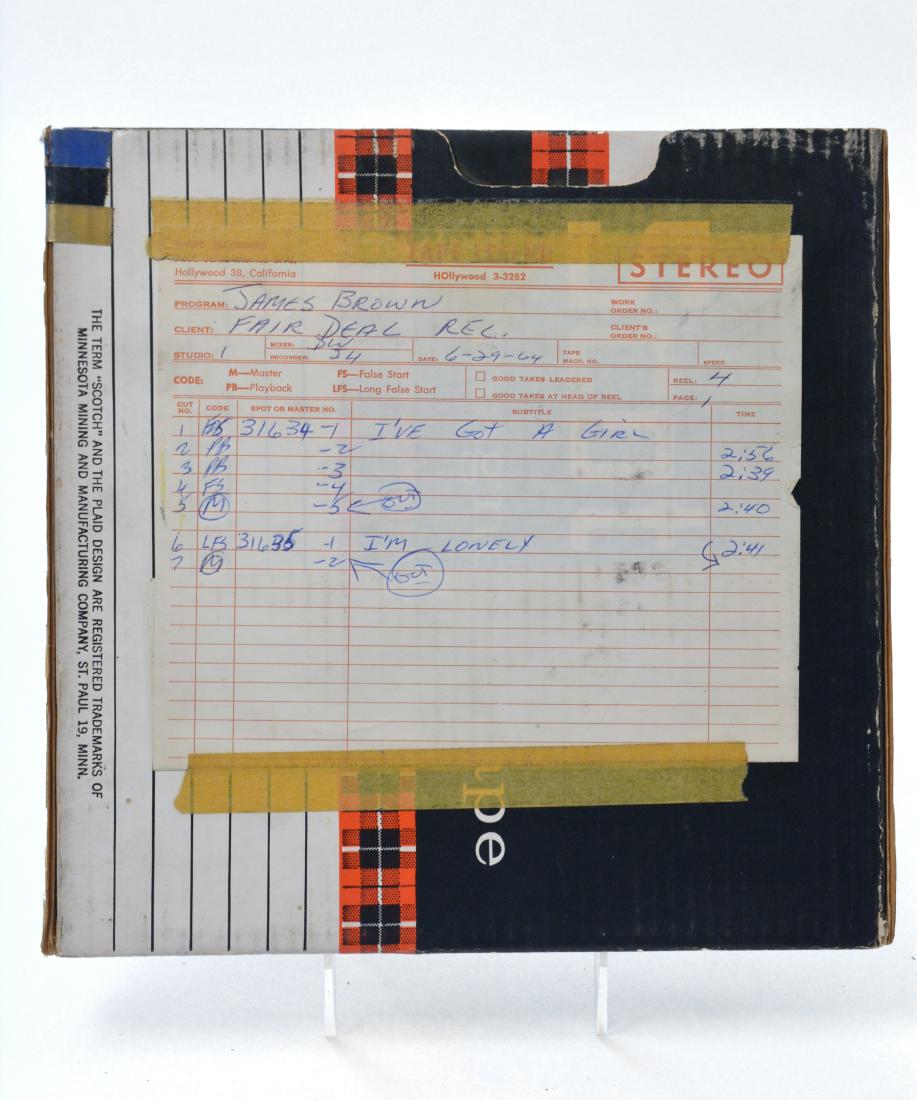 Hollywood 38, California
HOllywood 3-3282
STEREO
PROGRAM: JAMES BROWN
WORK ORDER NO.:
CLIENT: FAIR DEAL REC.
CLIENT'S ORDER NO.:
STUDIO: 1 MIXER: DW RECORDER: J4 DATE: 6-29-64 TAPE MACH. NO. SPEED
CODE: M—Master FS—False Start
PB—Playback LFS—Long False Start
GOOD TAKES LEADERED
GOOD TAKES AT HEAD OF REEL
REEL: 4
PAGE: 1
CUT NO. CODE SPOT OR MASTER NO. SUBTITLE TIME
1 31634 -1 I'VE GOT A GIRL
2 PB -2 2:56
3 PB -3 2:39
4 FS -4
5 M -5 OUT 2:40
6 LFS 31635 -1 I'M LONELY 2:41
7 M -2 OUT
THE TERM "SCOTCH" AND THE PLAID DESIGN ARE REGISTERED TRADEMARKS OF
MINNESOTA MINING AND MANUFACTURING COMPANY, ST. PAUL 19, MINN.